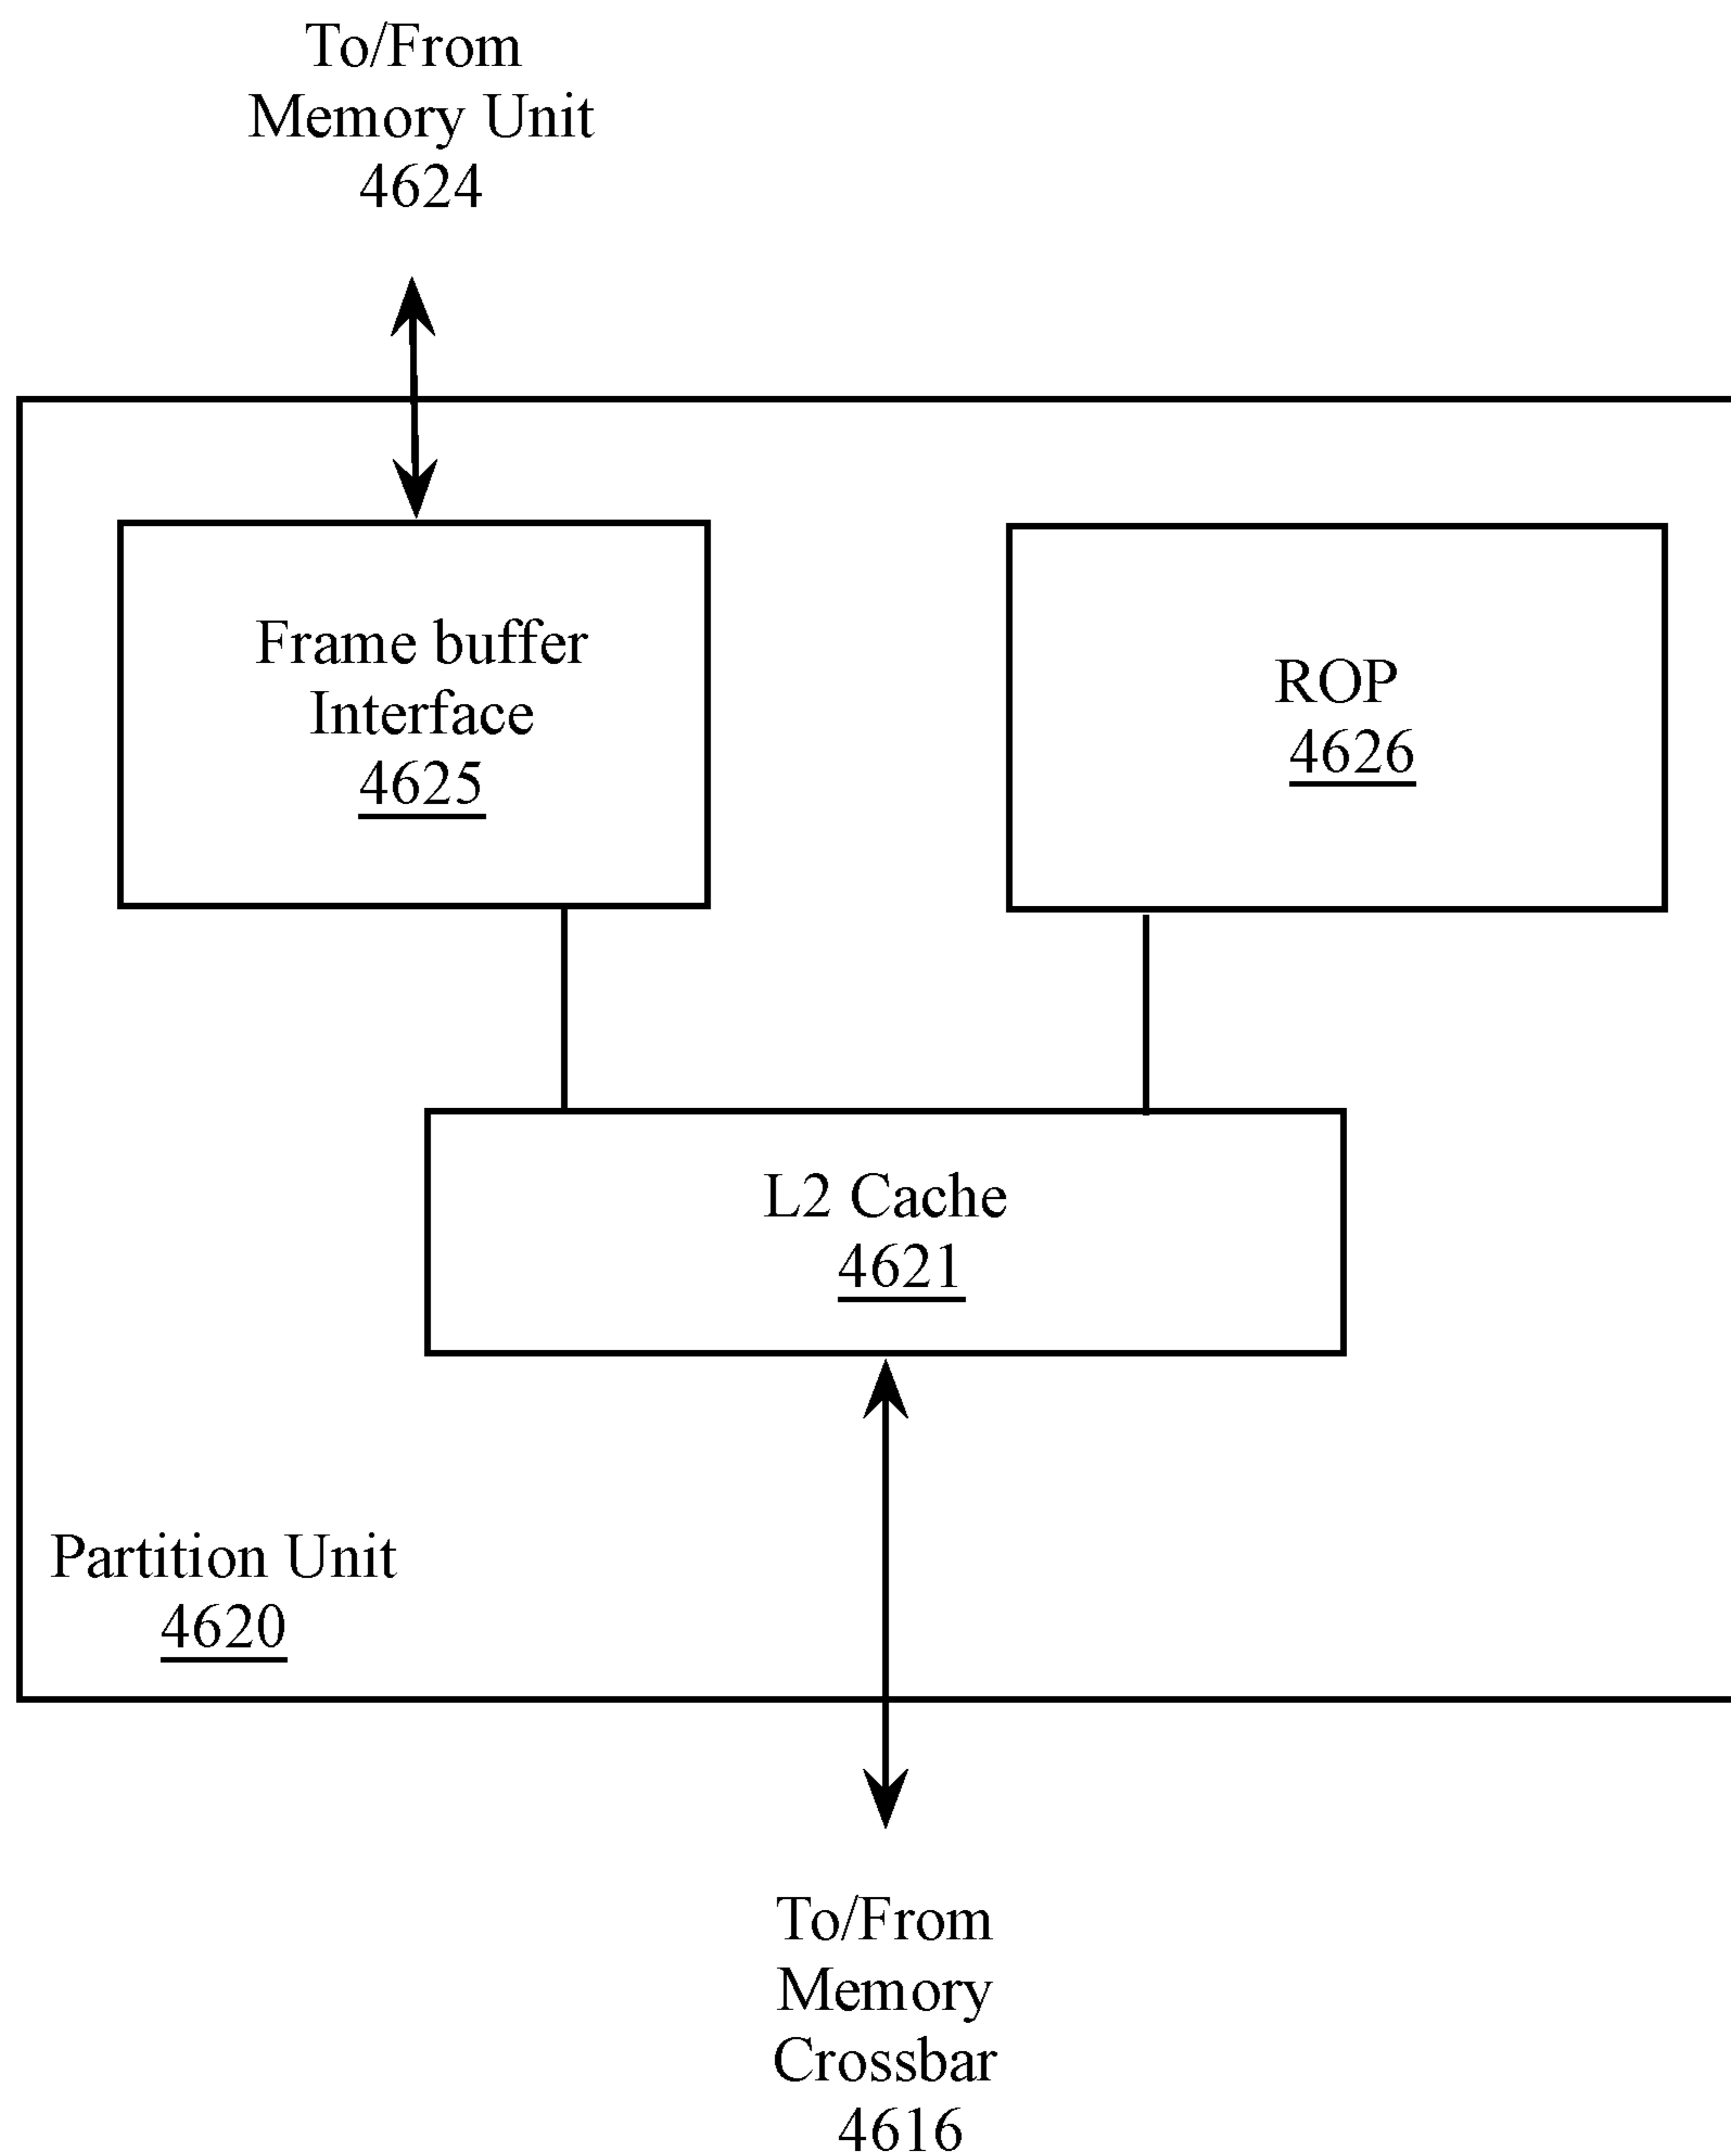 To/From
Memory Unit
4624
Frame buffer
Interface
4625
ROP
4626
L2 Cache
4621
Partition Unit
4620
To/From
Memory
Crossbar
4616